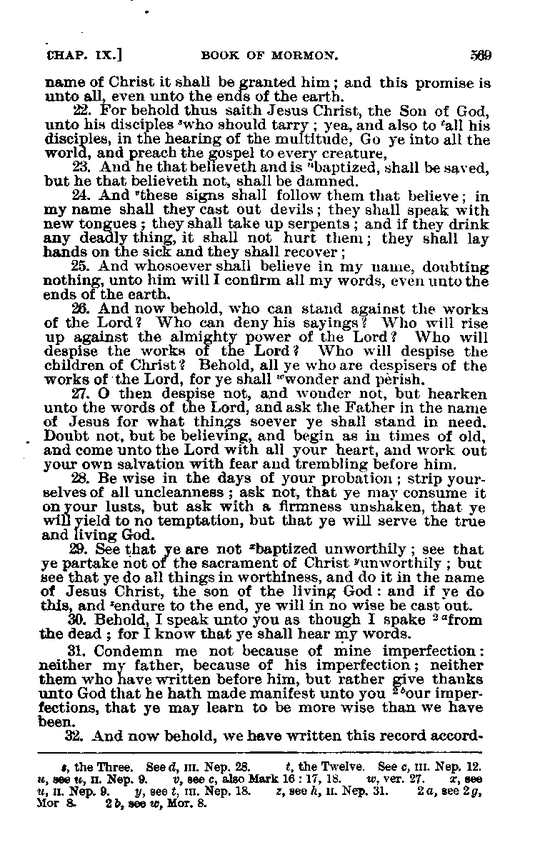 CHAP. IX.] BOOK OF MORMON. 569
name of Christ it shall be granted him; and this promise is
unto all, even unto the ends of the earth.
22. For behold thus saith Jesus Christ, the Son of God,
unto his disciples ˢwho should tarry; yea, and also to ᵗall his
disciples, in the hearing of the multitude, Go ye into all the
world, and preach the gospel to every creature,
23. And he that believeth and is ᵘbaptized, shall be saved,
but he that believeth not, shall be damned.
24. And ᵛthese signs shall follow them that believe; in
my name shall they cast out devils; they shall speak with
new tongues; they shall take up serpents; and if they drink
any deadly thing, it shall not hurt them; they shall lay
hands on the sick and they shall recover;
25. And whosoever shall believe in my name, doubting
nothing, unto him will I confirm all my words, even unto the
ends of the earth.
26. And now behold, who can stand against the works
of the Lord? Who can deny his sayings? Who will rise
up against the almighty power of the Lord? Who will
despise the works of the Lord? Who will despise the
children of Christ? Behold, all ye who are despisers of the
works of the Lord, for ye shall ʷwonder and perish.
27. O then despise not, and wonder not, but hearken
unto the words of the Lord, and ask the Father in the name
of Jesus for what things soever ye shall stand in need.
Doubt not, but be believing, and begin as in times of old,
and come unto the Lord with all your heart, and work out
your own salvation with fear and trembling before him.
28. Be wise in the days of your probation; strip your-
selves of all uncleanness; ask not, that ye may consume it
on your lusts, but ask with a firmness unshaken, that ye
will yield to no temptation, but that ye will serve the true
and living God.
29. See that ye are not ˣbaptized unworthily; see that
ye partake not of the sacrament of Christ ʸunworthily; but
see that ye do all things in worthiness, and do it in the name
of Jesus Christ, the son of the living God: and if ye do
this, and ᶻendure to the end, ye will in no wise be cast out.
30. Behold, I speak unto you as though I spake ²ᵃfrom
the dead; for I know that ye shall hear my words.
31. Condemn me not because of mine imperfection:
neither my father, because of his imperfection; neither
them who have written before him, but rather give thanks
unto God that he hath made manifest unto you ²ᵇour imper-
fections, that ye may learn to be more wise than we have
been.
32. And now behold, we have written this record accord-
s, the Three. See d, III. Nep. 28. t, the Twelve. See c, III. Nep. 12.
u, see u, II. Nep. 9. v, see c, also Mark 16 : 17, 18. w, ver. 27. x, see
u, II. Nep. 9. y, see t, III. Nep. 18. z, see h, II. Nep. 31. 2 a, see 2 g,
Mor 8. 2 b, see w, Mor. 8.